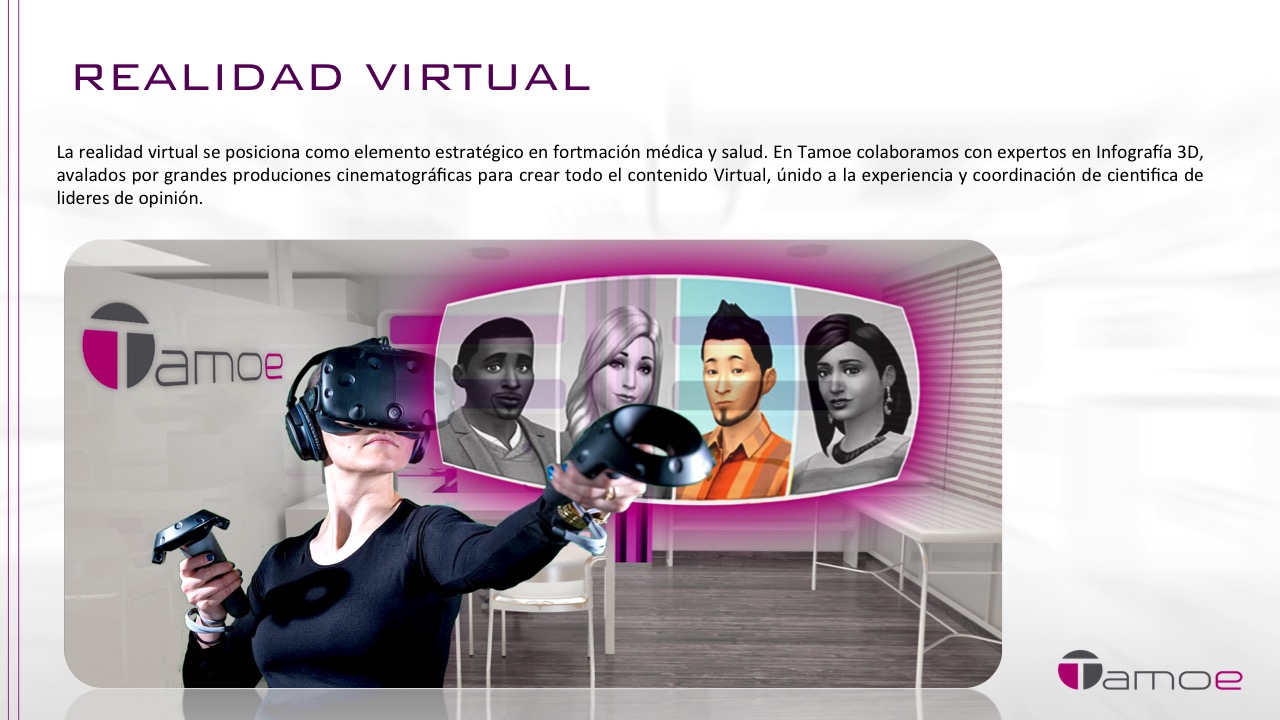 REALIDAD VIRTUAL
La realidad virtual se posiciona como elemento estratégico en fortmación médica y salud. En Tamoe colaboramos con expertos en Infografía 3D,
avalados por grandes produciones cinematográficas para crear todo el contenido Virtual, únido a la experiencia y coordinación de científica de
lideres de opinión.
Tamoe
Tamoe